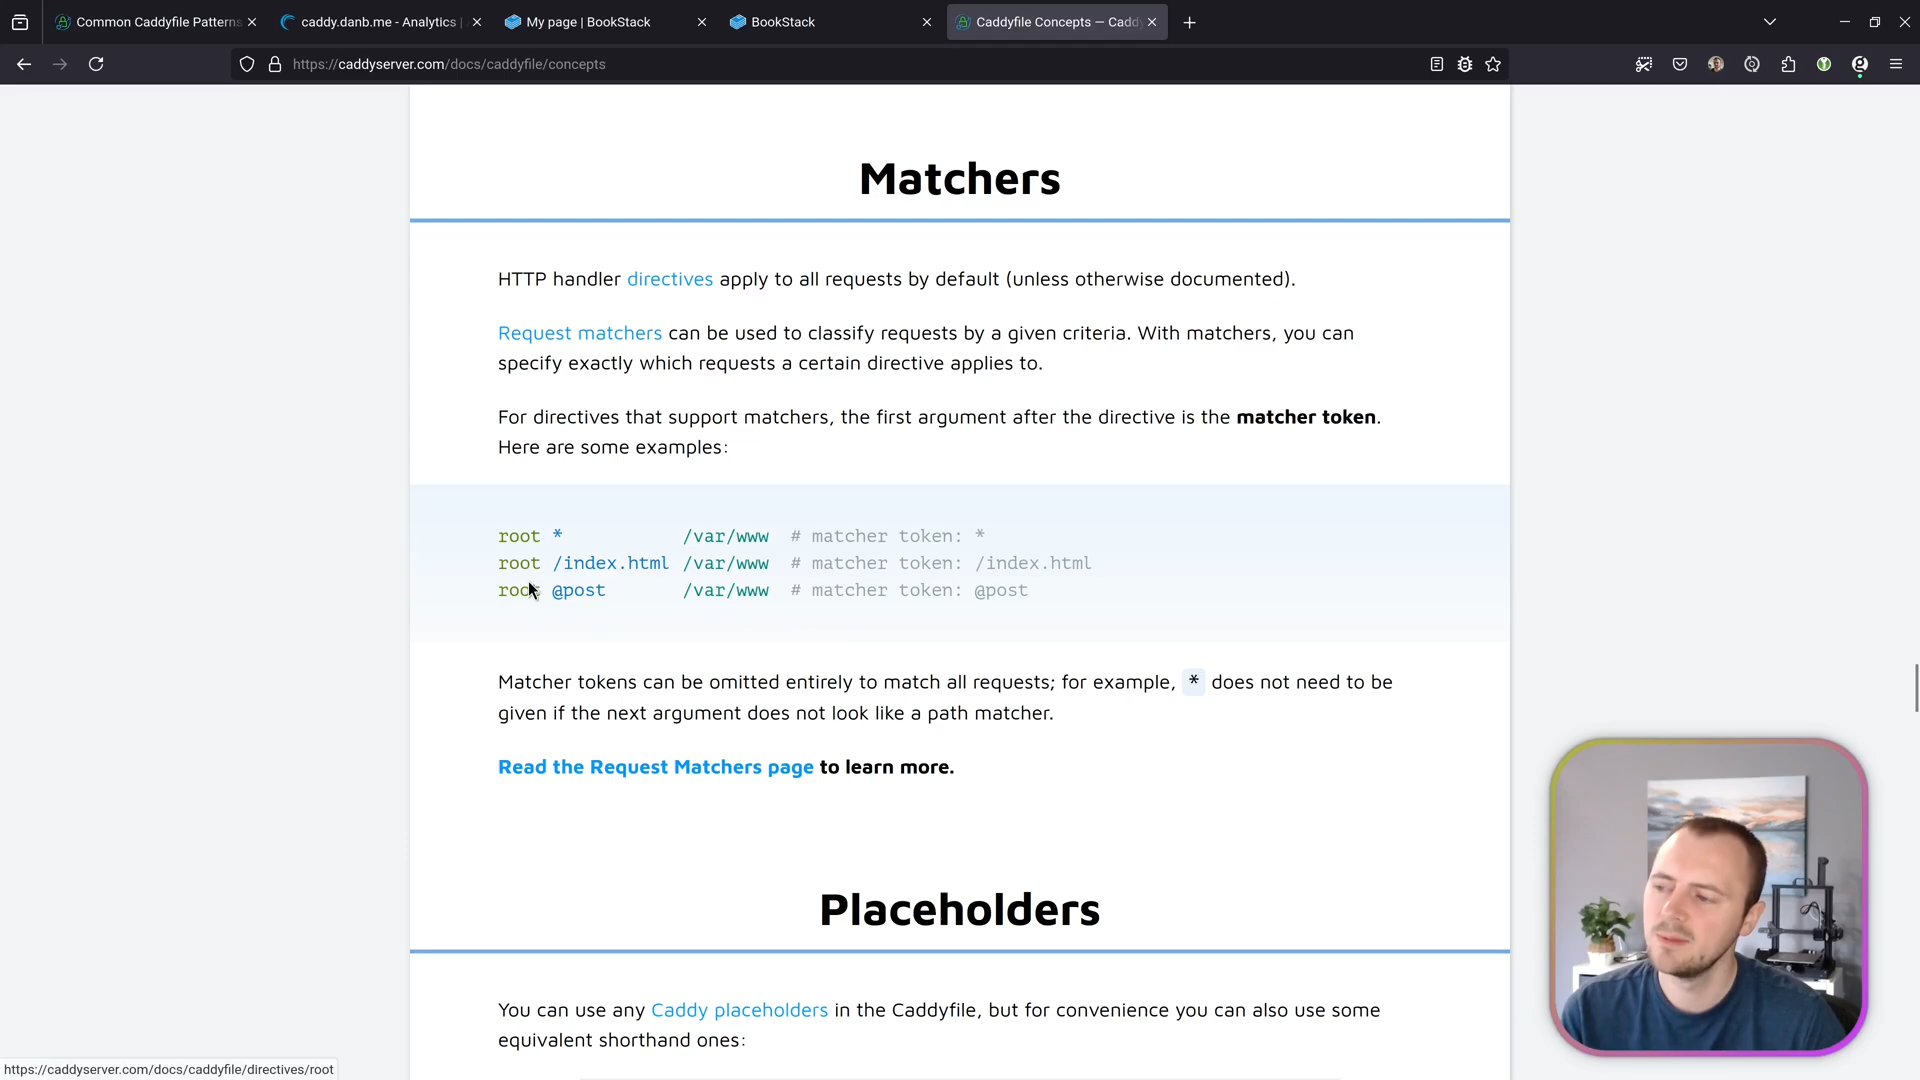 Common Caddyfile Patterns
caddy.danb.me - Analytics |
My page | BookStack
BookStack
Caddyfile Concepts — Caddy
https://caddyserver.com/docs/caddyfile/concepts
Matchers
HTTP handler directives apply to all requests by default (unless otherwise documented).
Request matchers can be used to classify requests by a given criteria. With matchers, you can
specify exactly which requests a certain directive applies to.
For directives that support matchers, the first argument after the directive is the matcher token.
Here are some examples:
root * /var/www # matcher token: *
root /index.html /var/www # matcher token: /index.html
root @post /var/www # matcher token: @post
Matcher tokens can be omitted entirely to match all requests; for example, * does not need to be
given if the next argument does not look like a path matcher.
Read the Request Matchers page to learn more.
Placeholders
You can use any Caddy placeholders in the Caddyfile, but for convenience you can also use some
equivalent shorthand ones:
https://caddyserver.com/docs/caddyfile/directives/root